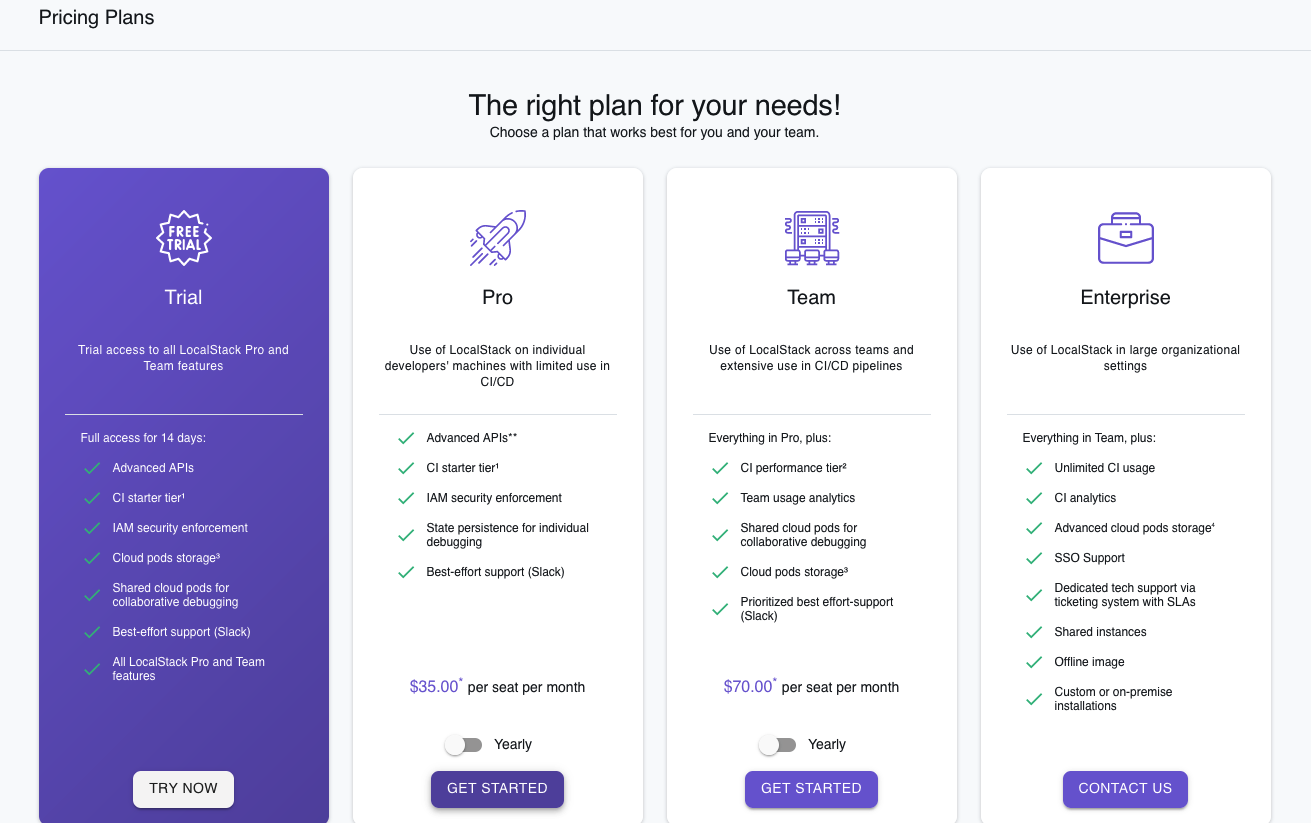 Pricing Plans
The right plan for your needs!
Choose a plan that works best for you and your team.
FREE
TRIAL
Trial
Trial access to all LocalStack Pro and
Team features
Full access for 14 days:
Advanced APIs
CI starter tier¹
IAM security enforcement
Cloud pods storage³
Shared cloud pods for
collaborative debugging
Best-effort support (Slack)
All LocalStack Pro and Team
features
TRY NOW
Pro
Use of LocalStack on individual
developers' machines with limited use in
CI/CD
Advanced APIs**
CI starter tier¹
IAM security enforcement
State persistence for individual
debugging
Best-effort support (Slack)
$35.00* per seat per month
Yearly
GET STARTED
Team
Use of LocalStack across teams and
extensive use in CI/CD pipelines
Everything in Pro, plus:
CI performance tier²
Team usage analytics
Shared cloud pods for
collaborative debugging
Cloud pods storage³
Prioritized best effort-support
(Slack)
$70.00* per seat per month
Yearly
GET STARTED
Enterprise
Use of LocalStack in large organizational
settings
Everything in Team, plus:
Unlimited CI usage
CI analytics
Advanced cloud pods storage⁴
SSO Support
Dedicated tech support via
ticketing system with SLAs
Shared instances
Offline image
Custom or on-premise
installations
CONTACT US